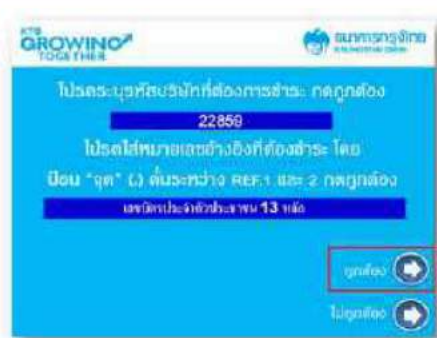 KTB
GROWING
TOGETHER
ธนาคารกรุงไทย
KRUNGTHAI BANK
โปรดระบุรหัสบริษัทที่ต้องการชำระ กดถูกต้อง
22859
โปรดใส่หมายเลขอ้างอิงที่ต้องชำระ โดย
ป้อน "จุด" (.) คั่นระหว่าง REF.1 และ 2 กดถูกต้อง
เลขบัตรประจำตัวประชาชน 13 หลัก
ถูกต้อง
ไม่ถูกต้อง